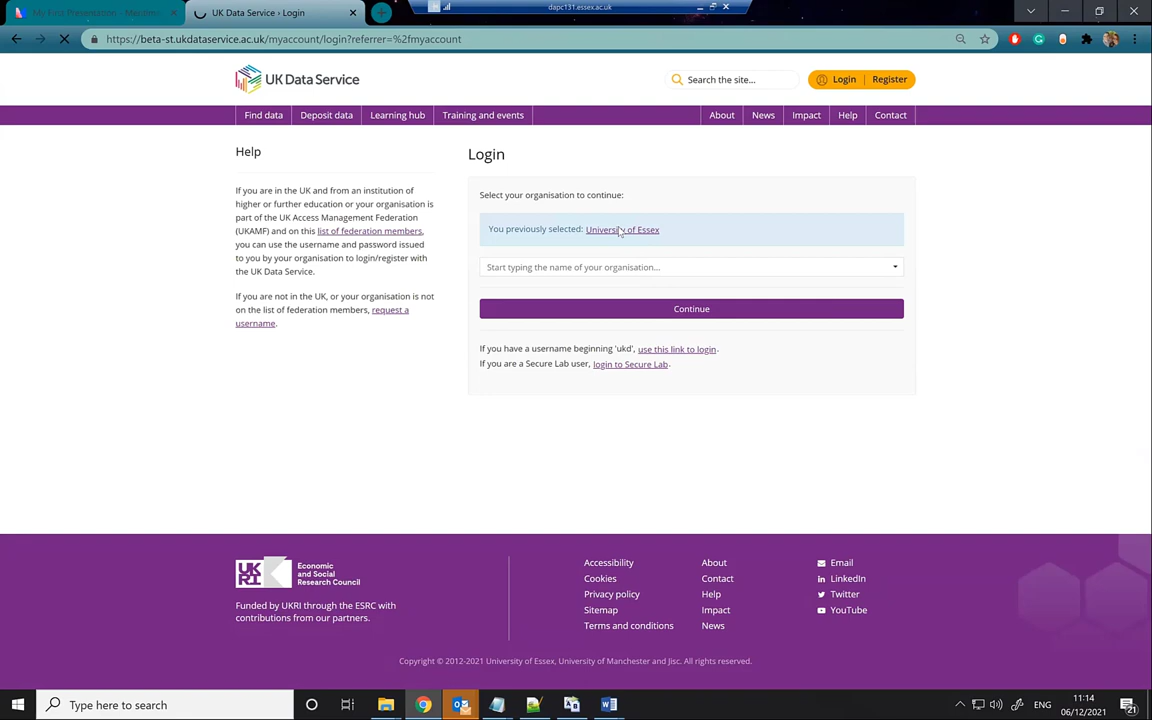 My First Presentation - Mentime
UK Data Service › Login
dapc131.essex.ac.uk
https://beta-st.ukdataservice.ac.uk/myaccount/login?referrer=%2fmyaccount
UK Data Service
Search the site...
Login
Register
Find data
Deposit data
Learning hub
Training and events
About
News
Impact
Help
Contact
Help
If you are in the UK and from an institution of
higher or further education or your organisation is
part of the UK Access Management Federation
(UKAMF) and on this list of federation members,
you can use the username and password issued
to you by your organisation to login/register with
the UK Data Service.
If you are not in the UK, or your organisation is not
on the list of federation members, request a
username.
Login
Select your organisation to continue:
You previously selected: University of Essex
Start typing the name of your organisation...
Continue
If you have a username beginning 'ukd', use this link to login.
If you are a Secure Lab user, login to Secure Lab.
UK
RI
Economic
and Social
Research Council
Funded by UKRI through the ESRC with
contributions from our partners.
Accessibility
Cookies
Privacy policy
Sitemap
Terms and conditions
About
Contact
Help
Impact
News
Email
LinkedIn
Twitter
YouTube
Copyright © 2012-2021 University of Essex, University of Manchester and Jisc. All rights reserved.
Type here to search
ENG
11:14
06/12/2021
21